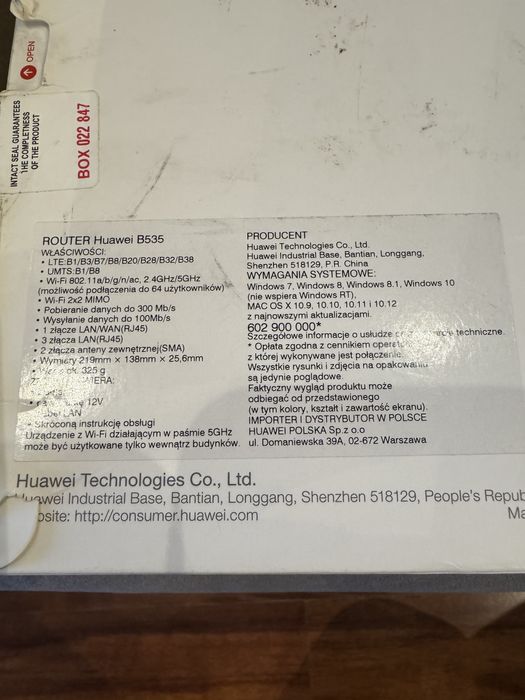 OPEN
INTACT SEAL GUARANTEES
THE COMPLETNESS
OF THE PRODUCT
BOX 022 847
ROUTER Huawei B535
WŁAŚCIWOŚCI:
• LTE:B1/B3/B7/B8/B20/B28/B32/B38
• UMTS:B1/B8
• Wi-Fi 802.11a/b/g/n/ac, 2.4GHz/5GHz
(możliwość podłączenia do 64 użytkowników)
• Wi-Fi 2x2 MIMO
• Pobieranie danych do 300 Mb/s
• Wysyłanie danych do 100Mb/s
• 1 złącze LAN/WAN(RJ45)
• 3 złącza LAN(RJ45)
• 2 złącza anteny zewnętrznej(SMA)
• Wymiary 219mm × 138mm × 25,6mm
325 g
12V
LAN
• Skróconą instrukcję obsługi
Urządzenie z Wi-Fi działającym w paśmie 5GHz
może być użytkowane tylko wewnątrz budynków.
PRODUCENT
Huawei Technologies Co., Ltd.
Huawei Industrial Base, Bantian, Longgang,
Shenzhen 518129, P.R. China
WYMAGANIA SYSTEMOWE:
Windows 7, Windows 8, Windows 8.1, Windows 10
(nie wspiera Windows RT),
MAC OS X 10.9, 10.10, 10.11 i 10.12
z najnowszymi aktualizacjami.
602 900 000*
Szczegółowe informacje o usłudze techniczne.
* Opłata zgodna z cennikiem
z której wykonywane jest połączenie.
Wszystkie rysunki i zdjęcia na opakowaniu
są jedynie poglądowe.
Faktyczny wygląd produktu może
odbiegać od przedstawionego
(w tym kolory, kształt i zawartość ekranu).
IMPORTER I DYSTRYBUTOR W POLSCE
HUAWEI POLSKA Sp.z o.o
ul. Domaniewska 39A, 02-672 Warszawa
Huawei Technologies Co., Ltd.
Huawei Industrial Base, Bantian, Longgang, Shenzhen 518129, People's Repub
http://consumer.huawei.com
Ma